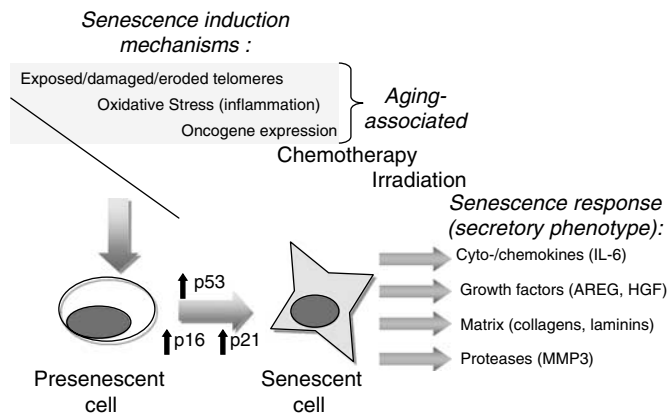 Senescence induction
mechanisms :
Exposed/damaged/eroded telomeres
Oxidative Stress (inflammation)
Oncogene expression
Aging-
associated
Chemotherapy
Irradiation
Senescence response
(secretory phenotype):
Cyto-/chemokines (IL-6)
Growth factors (AREG, HGF)
Matrix (collagens, laminins)
Proteases (MMP3)
p53
p16 p21
Presenescent
cell
Senescent
cell